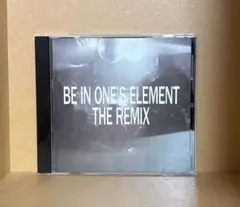 BE IN ONE'S ELEMENT
THE REMIX